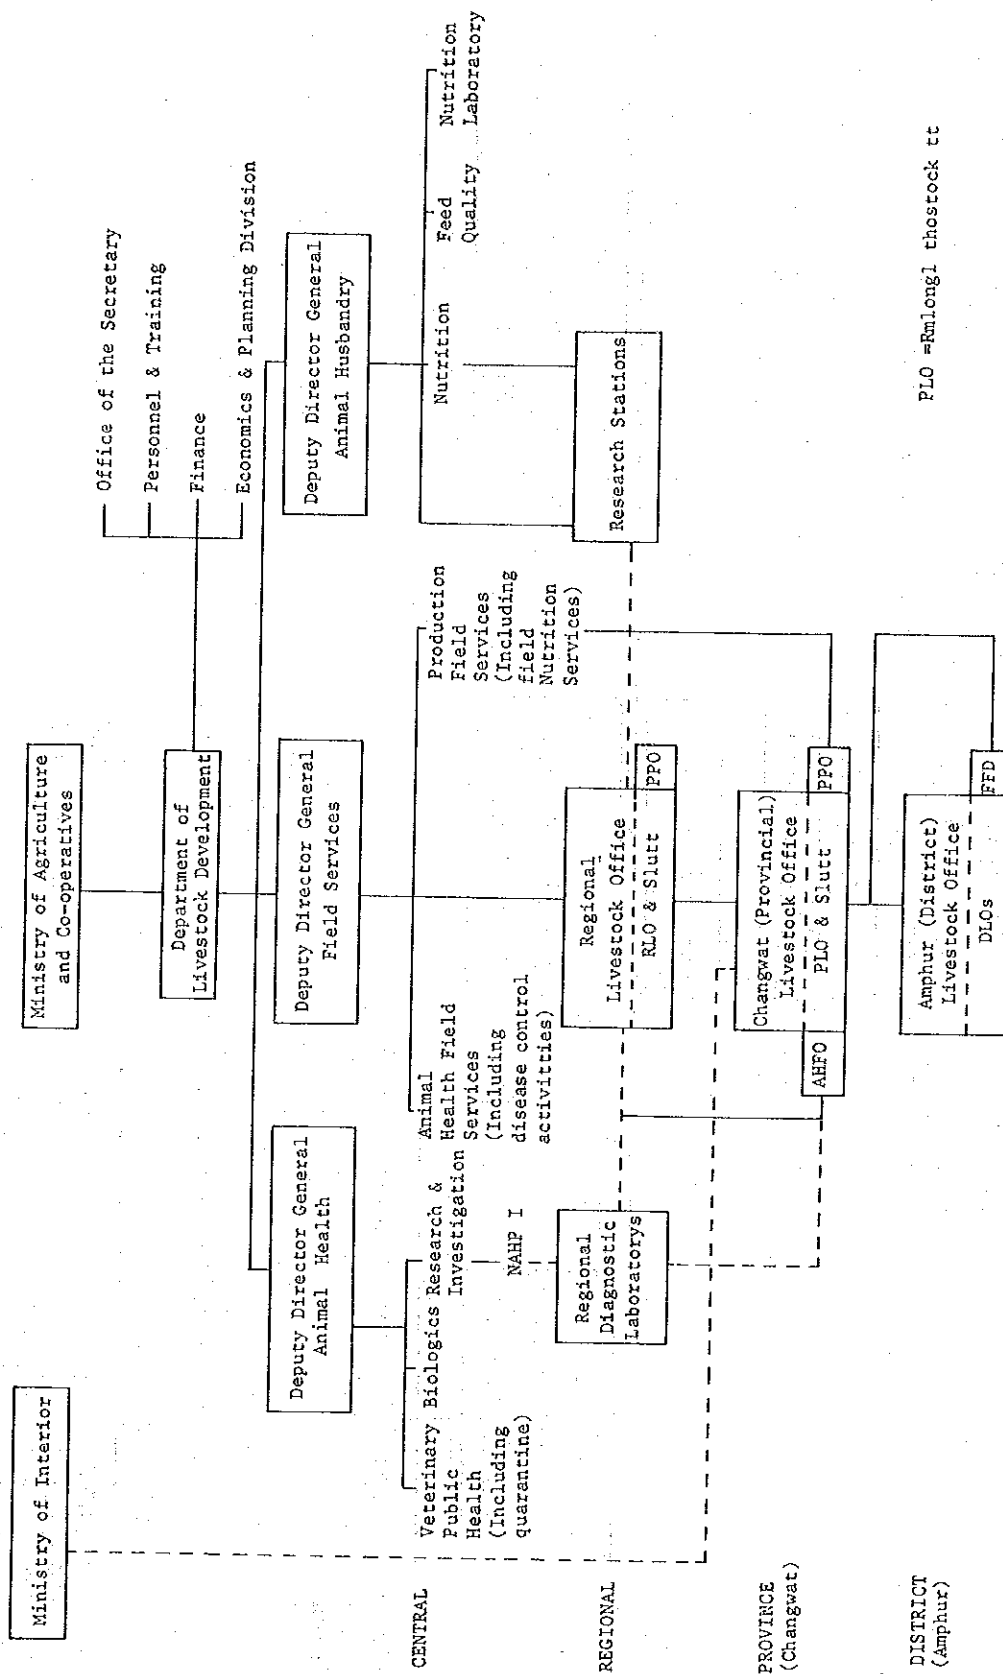 Ministry of Interior
Ministry of Agriculture
and Co-operatives
Department of
Livestock Development
Office of the Secretary
Personnel & Training
Finance
Economics & Planning Division
Deputy Director General
Animal Health
Deputy Director General
Field Services
Deputy Director General
Animal Husbandry
CENTRAL
Veterinary
Public
Health
(Including
quarantine)
Biologics
Research &
Investigation
NAHP I
Animal
Health Field
Services
(Including
disease control
activitties)
Production
Field
Services
(Including
field
Nutrition
Services)
Nutrition
Feed
Quality
Nutrition
Laboratory
REGIONAL
Regional
Diagnostic
Laboratorys
Regional
Livestock Office
RLO & Slutt
PPO
Research Stations
PROVINCE
(Changwat)
AHFO
Changwat (Provincial)
Livestock Office
PLO & Slutt
PPO
DISTRICT
(Amphur)
Amphur (District)
Livestock Office
DLOs
FFD
PLO =Rmlongl thostock tt